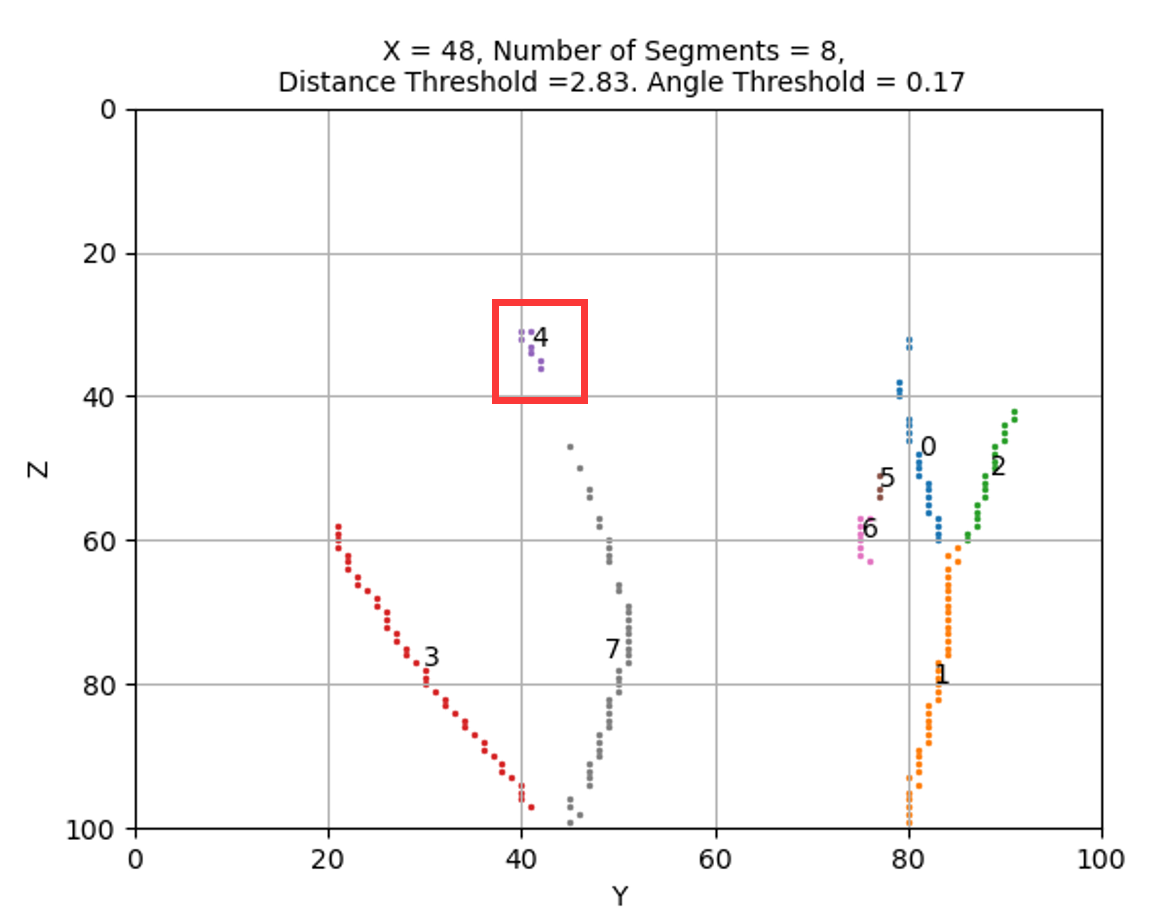 X = 48, Number of Segments = 8,
Distance Threshold =2.83. Angle Threshold = 0.17
0
20
4
40
0
2
5
Z
6
60
7
3
1
80
100
0 20 40 60 80 100
Y